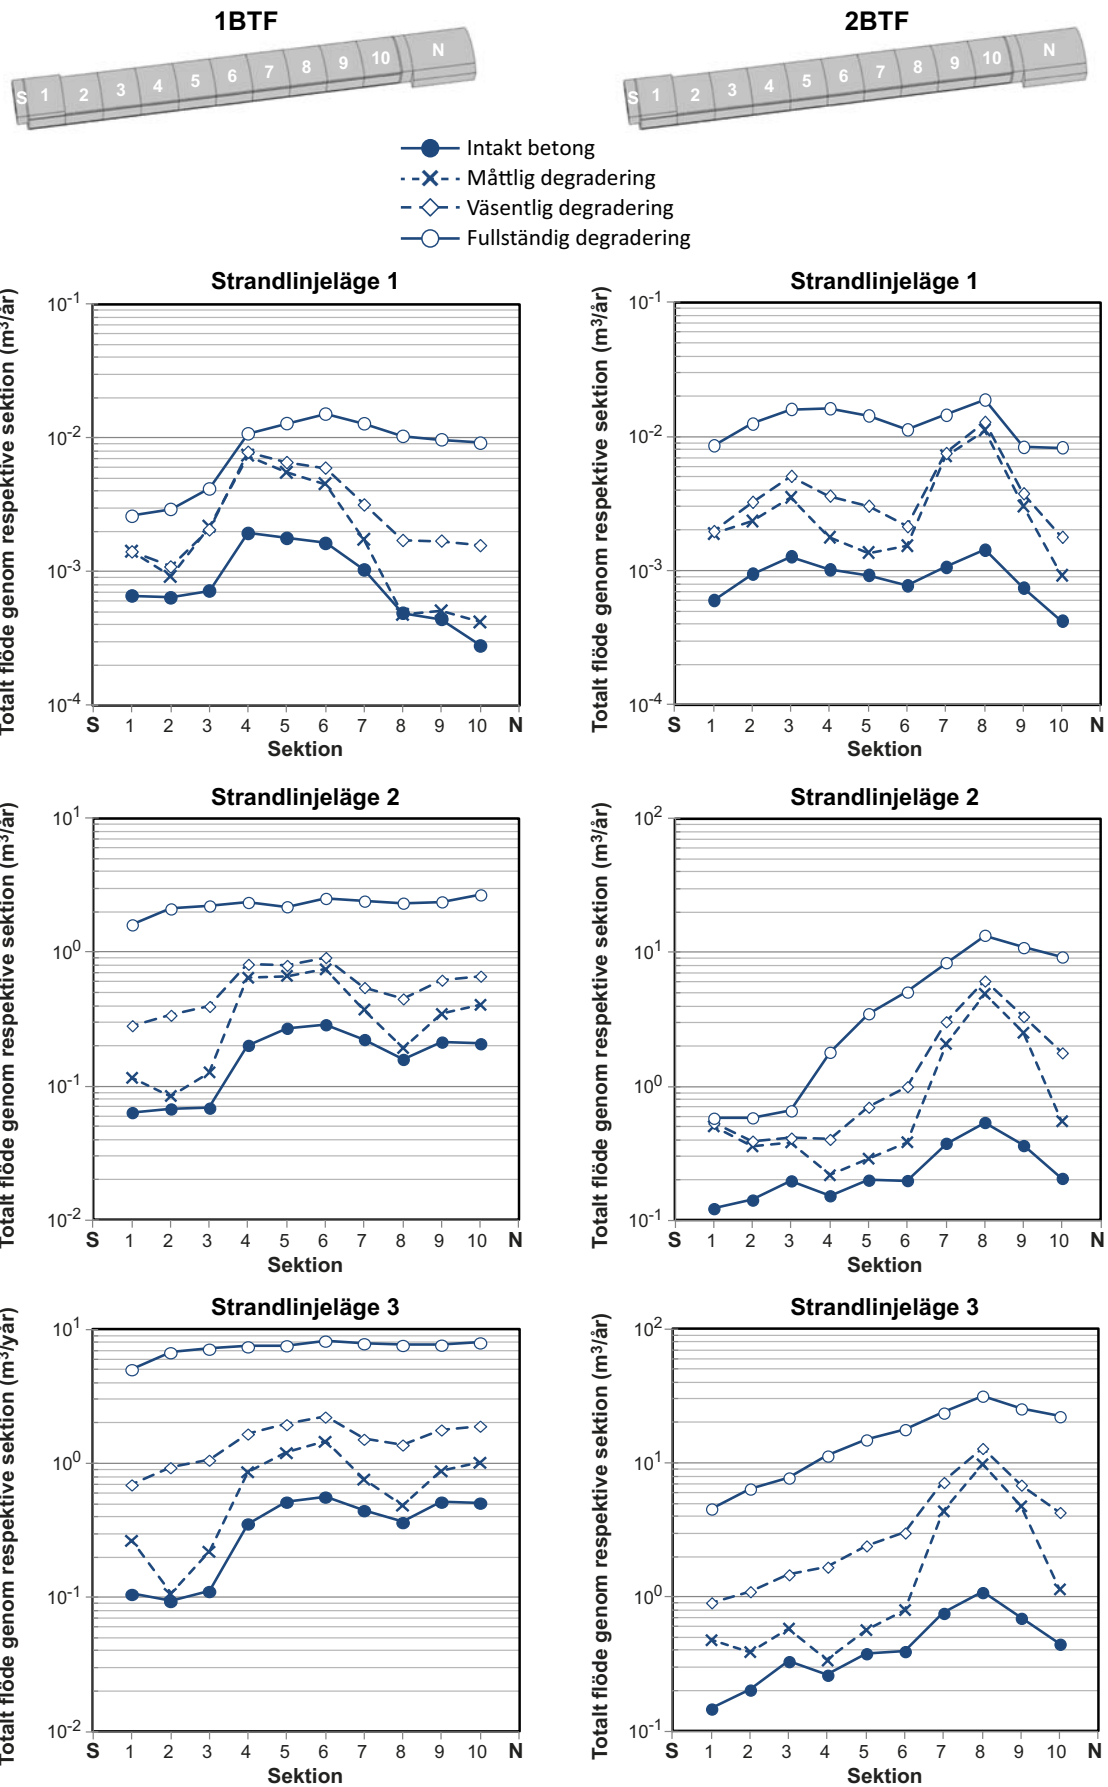 1BTF
2BTF
S 1 2 3 4 5 6 7 8 9 10 N
S 1 2 3 4 5 6 7 8 9 10 N
Intakt betong
Måttlig degradering
Väsentlig degradering
Fullständig degradering
Strandlinjeläge 1
Totalt flöde genom respektive sektion (m³/år)
10⁻¹
10⁻²
10⁻³
10⁻⁴
S 1 2 3 4 5 6 7 8 9 10 N
Sektion
Strandlinjeläge 1
Totalt flöde genom respektive sektion (m³/år)
10⁻¹
10⁻²
10⁻³
10⁻⁴
S 1 2 3 4 5 6 7 8 9 10 N
Sektion
Strandlinjeläge 2
Totalt flöde genom respektive sektion (m³/år)
10¹
10⁰
10⁻¹
10⁻²
S 1 2 3 4 5 6 7 8 9 10 N
Sektion
Strandlinjeläge 2
Totalt flöde genom respektive sektion (m³/år)
10²
10¹
10⁰
10⁻¹
S 1 2 3 4 5 6 7 8 9 10 N
Sektion
Strandlinjeläge 3
Totalt flöde genom respektive sektion (m³/yår)
10¹
10⁰
10⁻¹
10⁻²
S 1 2 3 4 5 6 7 8 9 10 N
Sektion
Strandlinjeläge 3
Totalt flöde genom respektive sektion (m³/år)
10²
10¹
10⁰
10⁻¹
S 1 2 3 4 5 6 7 8 9 10 N
Sektion